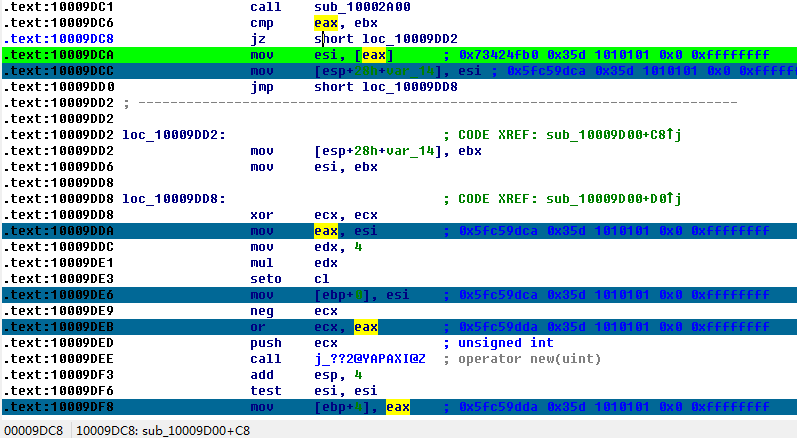 .text:10009DC1 call sub_10002A00
.text:10009DC6 cmp eax, ebx
.text:10009DC8 jz short loc_10009DD2
.text:10009DCA mov esi, [eax] ; 0x73424fb0 0x35d 1010101 0x0 0xffffffff
.text:10009DCC mov [esp+28h+var_14], esi ; 0x5fc59dca 0x35d 1010101 0x0 0xffffff
.text:10009DD0 jmp short loc_10009DD8
.text:10009DD2 ; ---------------------------------------------------------------------------
.text:10009DD2
.text:10009DD2 loc_10009DD2: ; CODE XREF: sub_10009D00+C8↑j
.text:10009DD2 mov [esp+28h+var_14], ebx
.text:10009DD6 mov esi, ebx
.text:10009DD8
.text:10009DD8 loc_10009DD8: ; CODE XREF: sub_10009D00+D0↑j
.text:10009DD8 xor ecx, ecx
.text:10009DDA mov eax, esi ; 0x5fc59dca 0x35d 1010101 0x0 0xffffffff
.text:10009DDC mov edx, 4
.text:10009DE1 mul edx
.text:10009DE3 seto cl
.text:10009DE6 mov [ebp+0], esi ; 0x5fc59dca 0x35d 1010101 0x0 0xffffffff
.text:10009DE9 neg ecx
.text:10009DEB or ecx, eax ; 0x5fc59dda 0x35d 1010101 0x0 0xffffffff
.text:10009DED push ecx ; unsigned int
.text:10009DEE call j_??2@YAPAXI@Z ; operator new(uint)
.text:10009DF3 add esp, 4
.text:10009DF6 test esi, esi
.text:10009DF8 mov [ebp+4], eax ; 0x5fc59dda 0x35d 1010101 0x0 0xffffffff
00009DC8 10009DC8: sub_10009D00+C8